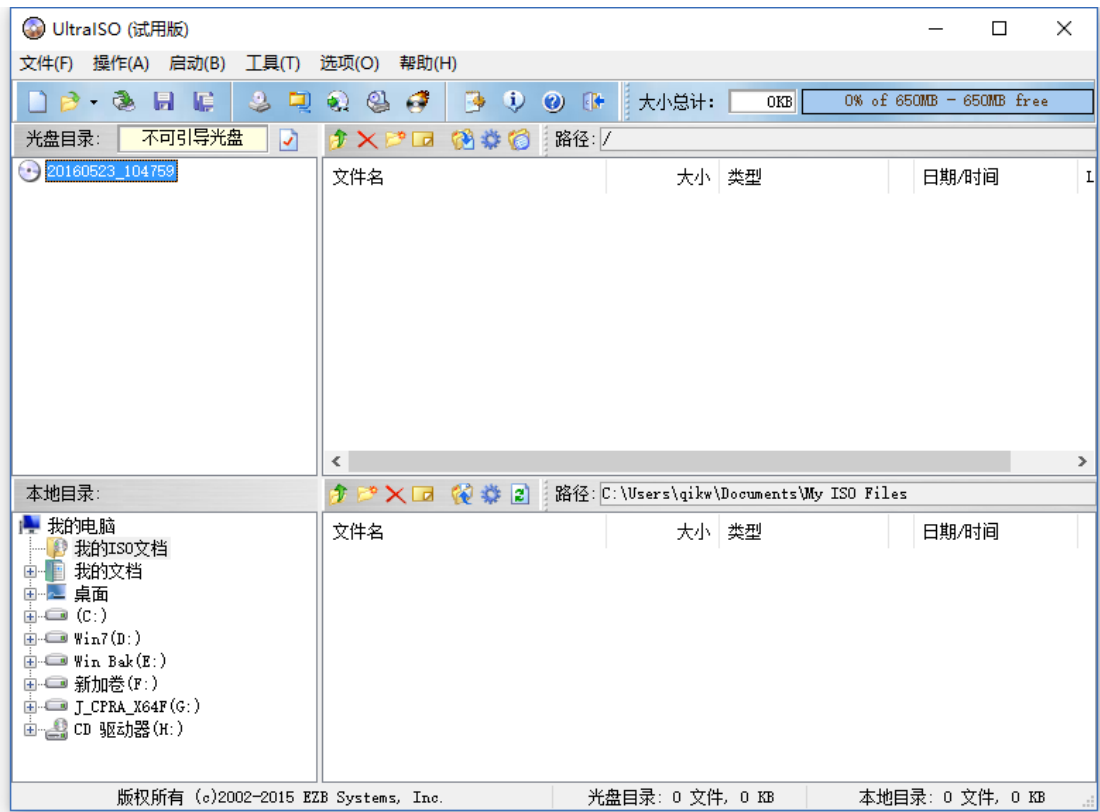 UltraISO (试用版)
文件(F) 操作(A) 启动(B) 工具(T) 选项(O) 帮助(H)
大小总计: 0KB 0% of 650MB - 650MB free
光盘目录: 不可引导光盘 路径: /
20160523_104759
文件名 大小 类型 日期/时间 L
本地目录: 路径: C:\Users\qikw\Documents\My ISO Files
文件名 大小 类型 日期/时间
我的电脑
我的ISO文档
我的文档
桌面
(C:)
Win7(D:)
Win Bak(E:)
新加卷(F:)
J_CPRA_X64F(G:)
CD 驱动器(H:)
版权所有 (c)2002-2015 EZB Systems, Inc. 光盘目录: 0 文件, 0 KB 本地目录: 0 文件, 0 KB